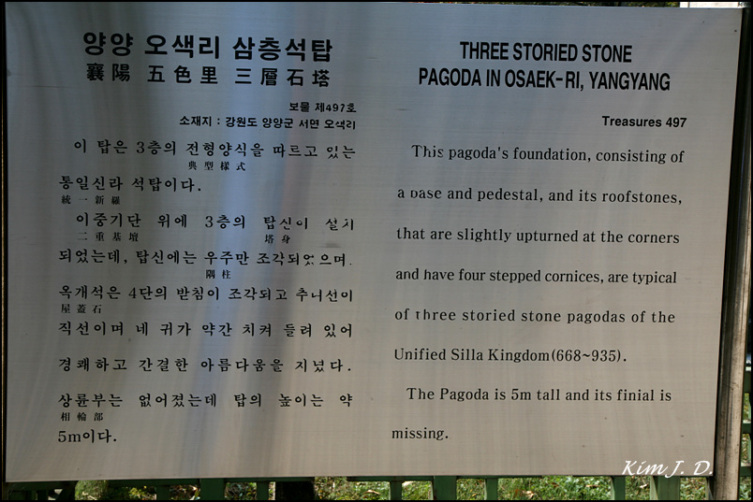 양양 오색리 삼층석탑
襄陽 五色里 三層石塔
보물 제497호
소재지 : 강원도 양양군 서면 오색리
이 탑은 3층의 전형양식을 따르고 있는
典型樣式
통일신라 석탑이다.
統一新羅
이중기단 위에 3층의 탑신이 설치
二重基壇 塔身
되었는데, 탑신에는 우주만 조각되었으며,
隅柱
옥개석은 4단의 받침이 조각되고 추녀선이
屋蓋石
직선이며 네 귀가 약간 치켜 들려 있어
경쾌하고 간결한 아름다움을 지녔다.
상륜부는 없어졌는데 탑의 높이는 약
相輪部
5m이다.
THREE STORIED STONE
PAGODA IN OSAEK-RI, YANGYANG
Treasures 497
This pagoda's foundation, consisting of
a base and pedestal, and its roofstones,
that are slightly upturned at the corners
and have four stepped cornices, are typical
of three storied stone pagodas of the
Unified Silla Kingdom(668~935).
The Pagoda is 5m tall and its finial is
missing.
Kim J. D.